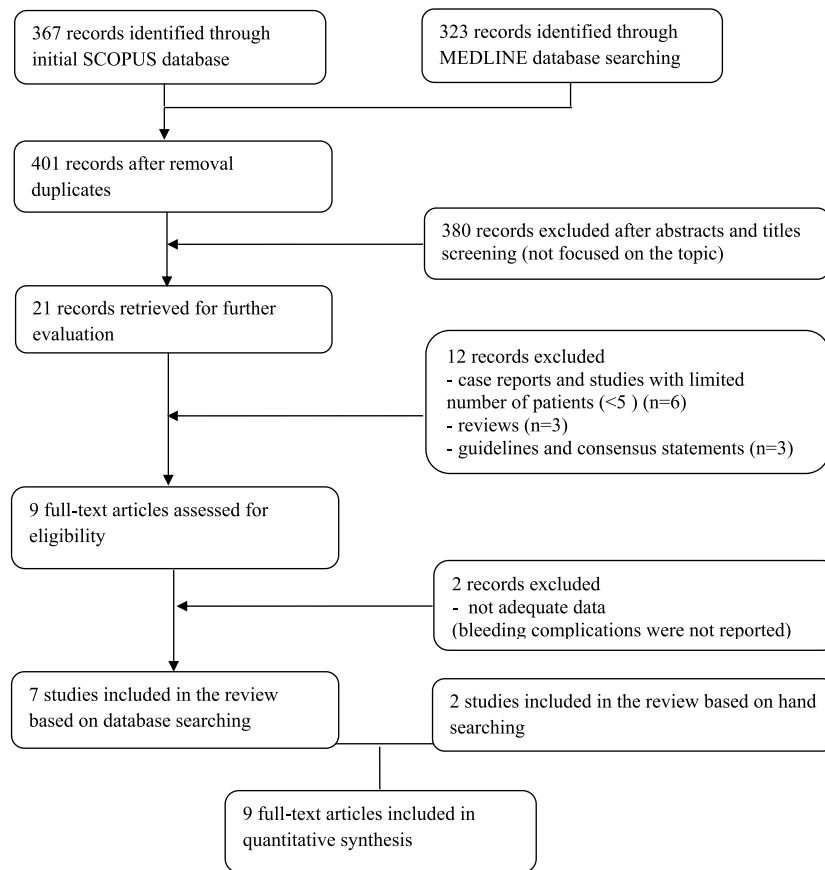 367 records identified through
initial SCOPUS database
323 records identified through
MEDLINE database searching
401 records after removal
duplicates
380 records excluded after abstracts and titles
screening (not focused on the topic)
21 records retrieved for further
evaluation
12 records excluded
- case reports and studies with limited
number of patients (<5 ) (n=6)
- reviews (n=3)
- guidelines and consensus statements (n=3)
9 full-text articles assessed for
eligibility
2 records excluded
- not adequate data
(bleeding complications were not reported)
7 studies included in the review
based on database searching
2 studies included in the review based on hand
searching
9 full-text articles included in
quantitative synthesis